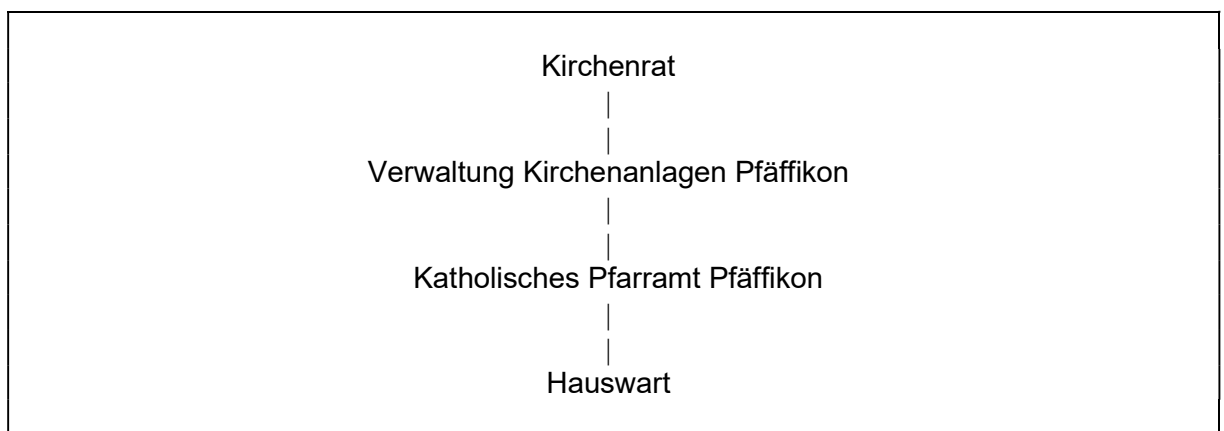 Kirchenrat
Verwaltung Kirchenanlagen Pfäffikon
Katholisches Pfarramt Pfäffikon
Hauswart